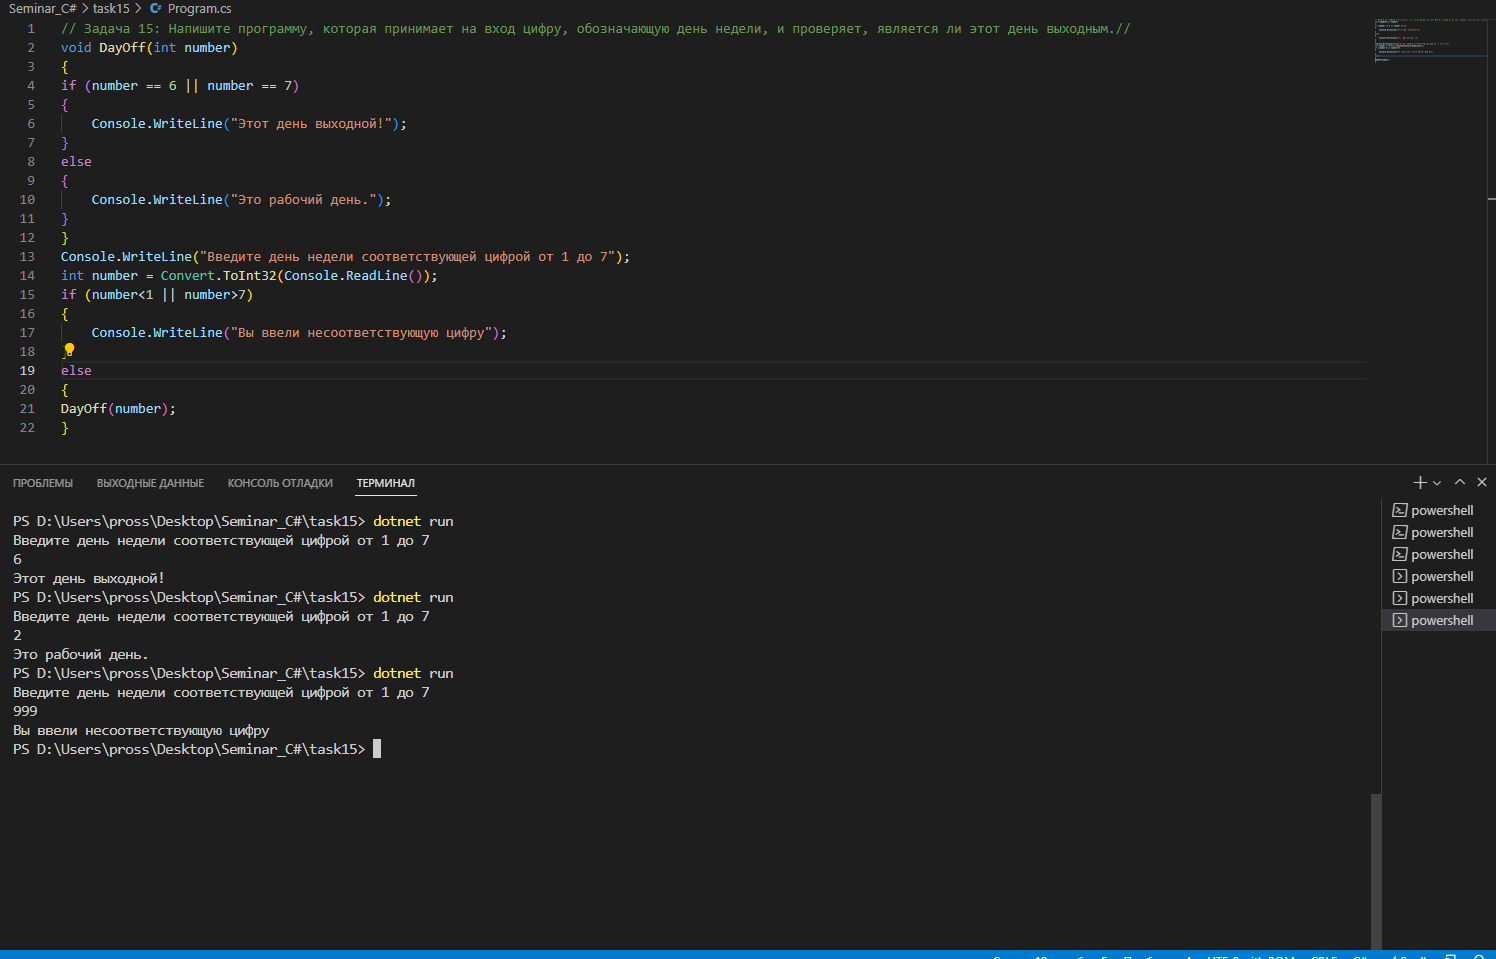 Seminar_C# > task15 > Program.cs
1 // Задача 15: Напишите программу, которая принимает на вход цифру, обозначающую день недели, и проверяет, является ли этот день выходным.//
2 void DayOff(int number)
3 {
4 if (number == 6 || number == 7)
5 {
6 Console.WriteLine("Этот день выходной!");
7 }
8 else
9 {
10 Console.WriteLine("Это рабочий день.");
11 }
12 }
13 Console.WriteLine("Введите день недели соответствующей цифрой от 1 до 7");
14 int number = Convert.ToInt32(Console.ReadLine());
15 if (number<1 || number>7)
16 {
17 Console.WriteLine("Вы ввели несоответствующую цифру");
18 }
19 else
20 {
21 DayOff(number);
22 }
ПРОБЛЕМЫ ВЫХОДНЫЕ ДАННЫЕ КОНСОЛЬ ОТЛАДКИ ТЕРМИНАЛ
PS D:\Users\pross\Desktop\Seminar_C#\task15> dotnet run
Введите день недели соответствующей цифрой от 1 до 7
6
Этот день выходной!
PS D:\Users\pross\Desktop\Seminar_C#\task15> dotnet run
Введите день недели соответствующей цифрой от 1 до 7
2
Это рабочий день.
PS D:\Users\pross\Desktop\Seminar_C#\task15> dotnet run
Введите день недели соответствующей цифрой от 1 до 7
999
Вы ввели несоответствующую цифру
PS D:\Users\pross\Desktop\Seminar_C#\task15>
powershell
powershell
powershell
powershell
powershell
powershell